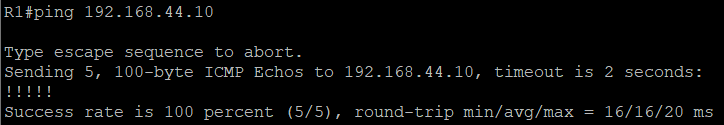 R1#ping 192.168.44.10
Type escape sequence to abort.
Sending 5, 100-byte ICMP Echos to 192.168.44.10, timeout is 2 seconds:
!!!!!
Success rate is 100 percent (5/5), round-trip min/avg/max = 16/16/20 ms